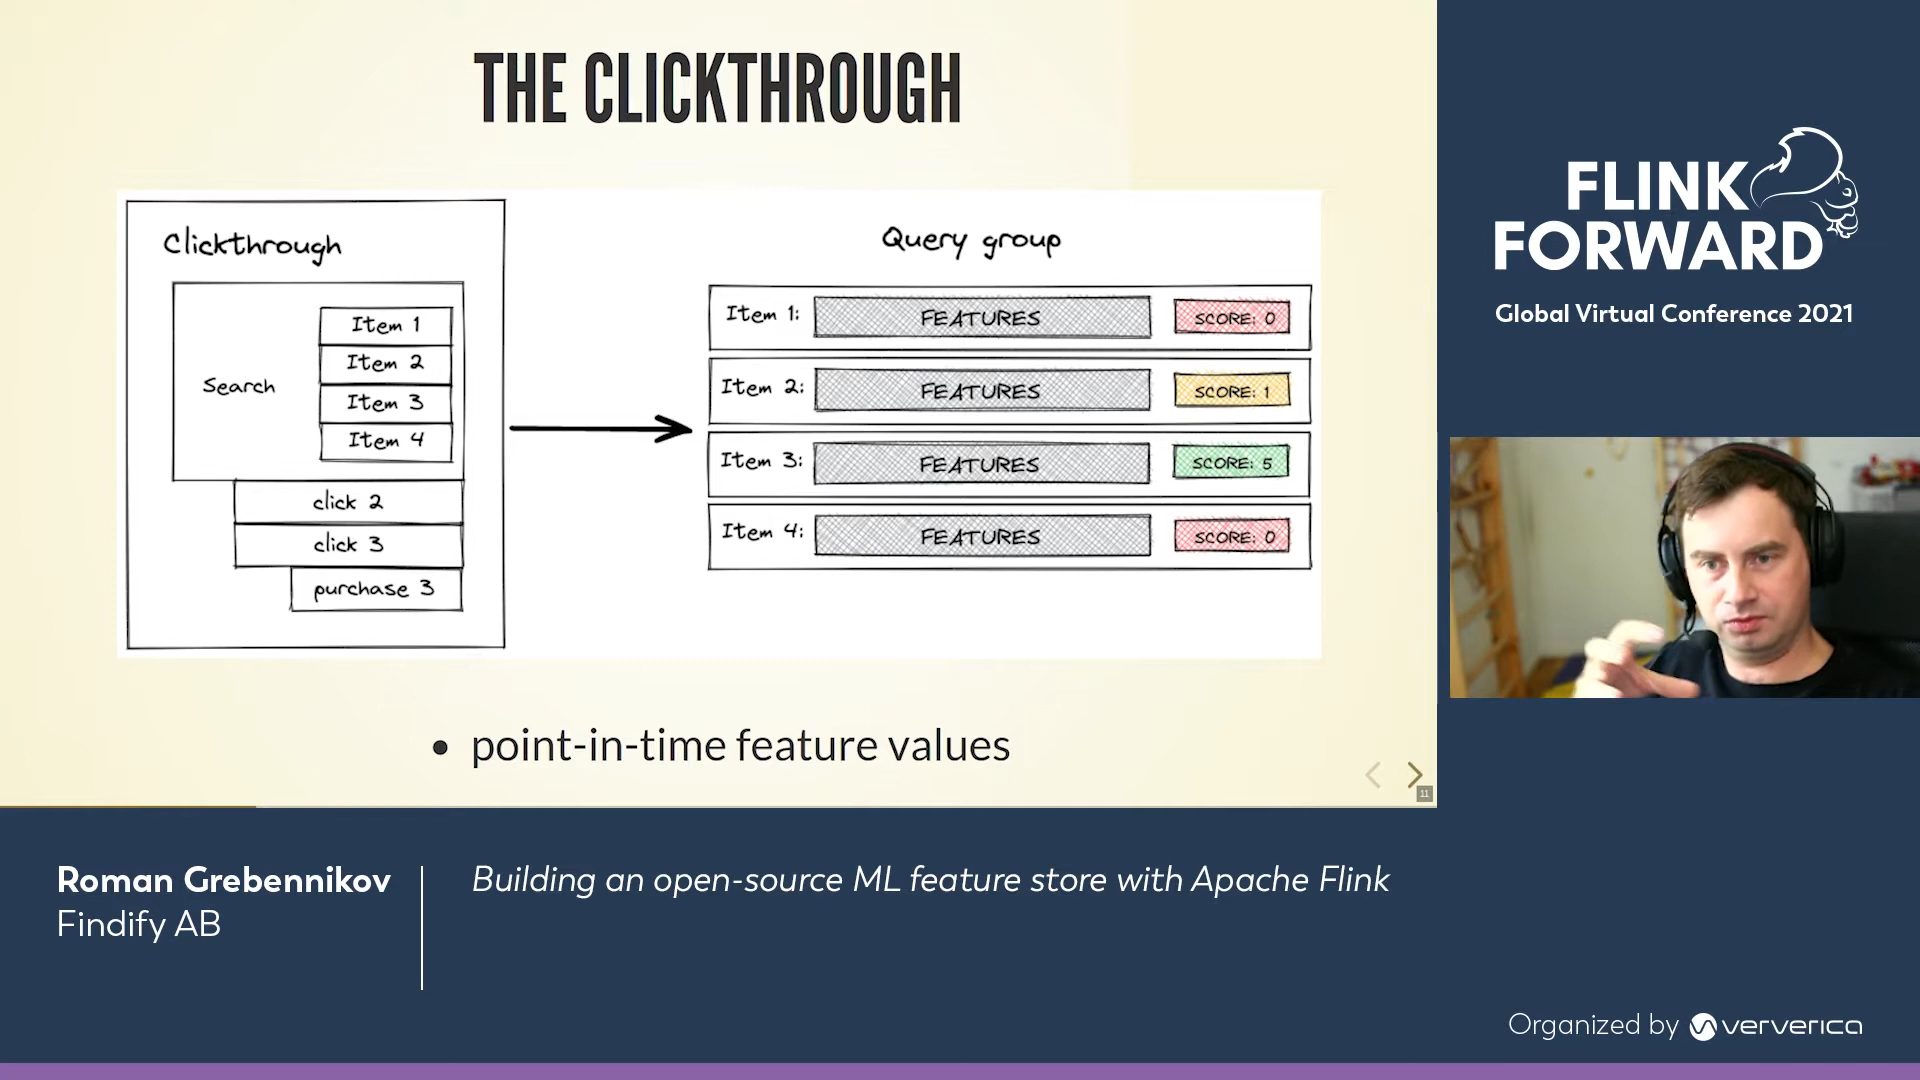 THE CLICKTHROUGH
Clickthrough
Search
Item 1
Item 2
Item 3
Item 4
click 2
click 3
purchase 3
Query group
Item 1: FEATURES SCORE: 0
Item 2: FEATURES SCORE: 1
Item 3: FEATURES SCORE: 5
Item 4: FEATURES SCORE: 0
• point-in-time feature values
11
FLINK
FORWARD
Global Virtual Conference 2021
Roman Grebennikov
Findify AB
Building an open-source ML feature store with Apache Flink
Organized by ververica